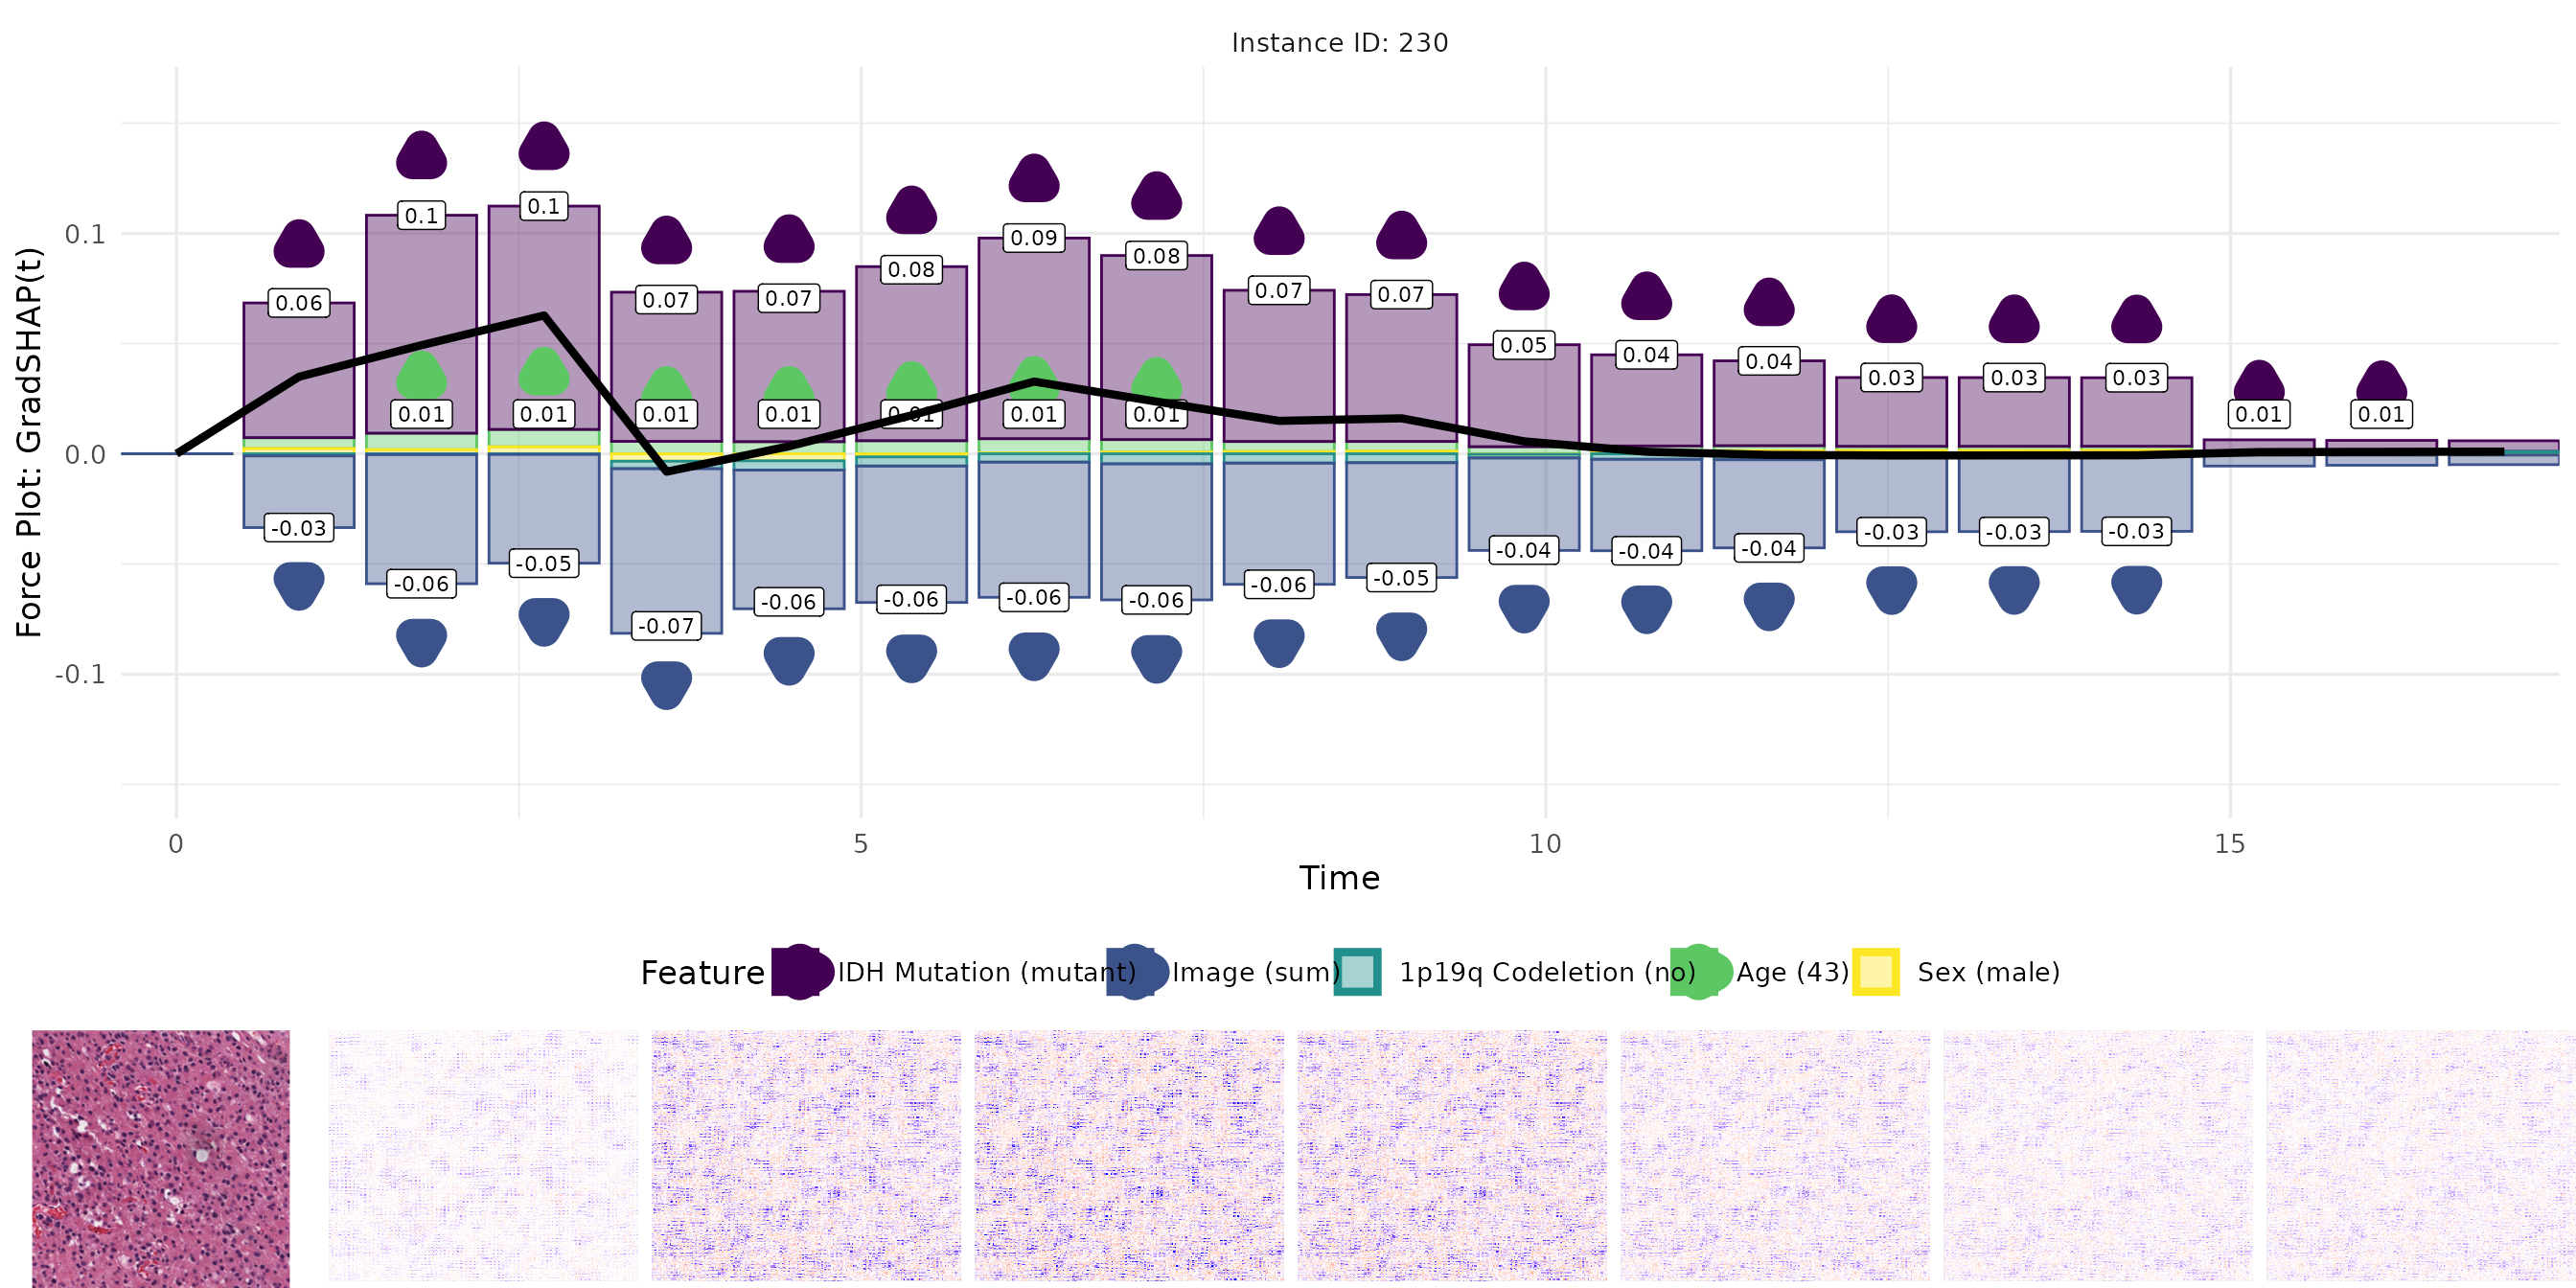 Instance ID: 230
Force Plot: GradSHAP(t)
0.1
0.0
-0.1
0.06 0.1 0.1 0.07 0.07 0.08 0.09 0.08 0.07 0.07 0.05 0.04 0.04 0.03 0.03 0.03
0.01 0.01 0.01 0.01 0.01 0.01 0.01 0.01 0.01
-0.03 -0.06 -0.05 -0.07 -0.06 -0.06 -0.06 -0.06 -0.06 -0.05 -0.04 -0.04 -0.04 -0.03 -0.03 -0.03
0 5 10 15
Time
Feature IDH Mutation (mutant) Image (sum) 1p19q Codeletion (no) Age (43) Sex (male)